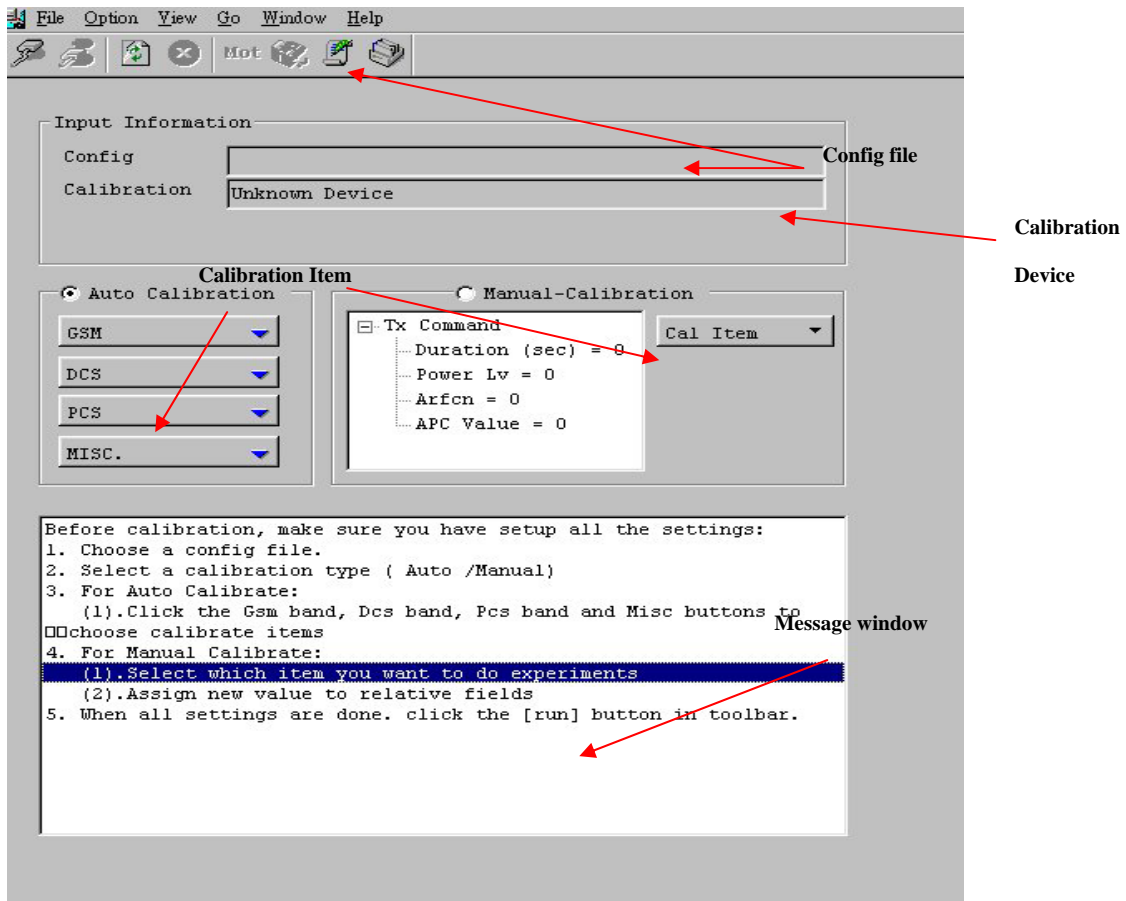 File Option View Go Window Help
Mot
Input Information
Config
Config file
Calibration Unknown Device
Calibration
Device
Calibration Item
Auto Calibration
Manual-Calibration
GSM
DCS
PCS
MISC.
Tx Command
Duration (sec) = 0
Power Lv = 0
Arfcn = 0
APC Value = 0
Cal Item
Before calibration, make sure you have setup all the settings:
1. Choose a config file.
2. Select a calibration type ( Auto /Manual)
3. For Auto Calibrate:
(1).Click the Gsm band, Dcs band, Pcs band and Misc buttons to
□□choose calibrate items
Message window
4. For Manual Calibrate:
(1).Select which item you want to do experiments
(2).Assign new value to relative fields
5. When all settings are done. click the [run] button in toolbar.